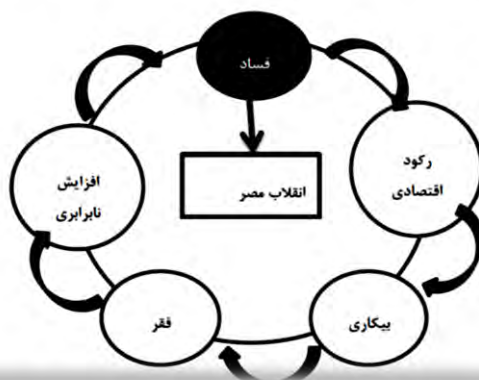 فساد
رکود
اقتصادی
بیکاری
فقر
افزایش
نابرابری
انقلاب مصر